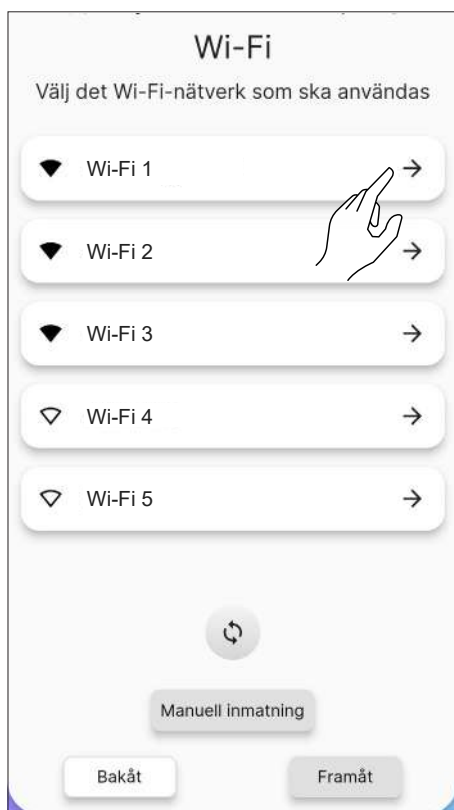 Wi-Fi
Välj det Wi-Fi-nätverk som ska användas
Wi-Fi 1
Wi-Fi 2
Wi-Fi 3
Wi-Fi 4
Wi-Fi 5
Manuell inmatning
Bakåt Framåt